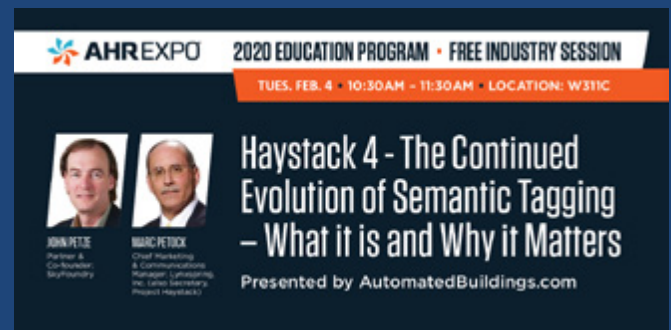 AHREXPO
2020 EDUCATION PROGRAM • FREE INDUSTRY SESSION
TUES. FEB. 4 • 10:30AM – 11:30AM • LOCATION: W311C
Haystack 4 - The Continued
Evolution of Semantic Tagging
– What it is and Why it Matters
Presented by AutomatedBuildings.com
JOHN PETZE
Partner &
Co-founder;
SkyFoundry
MARC PETOCK
Chief Marketing
& Communications
Manager; Lynxspring,
Inc. (also Secretary,
Project Haystack)